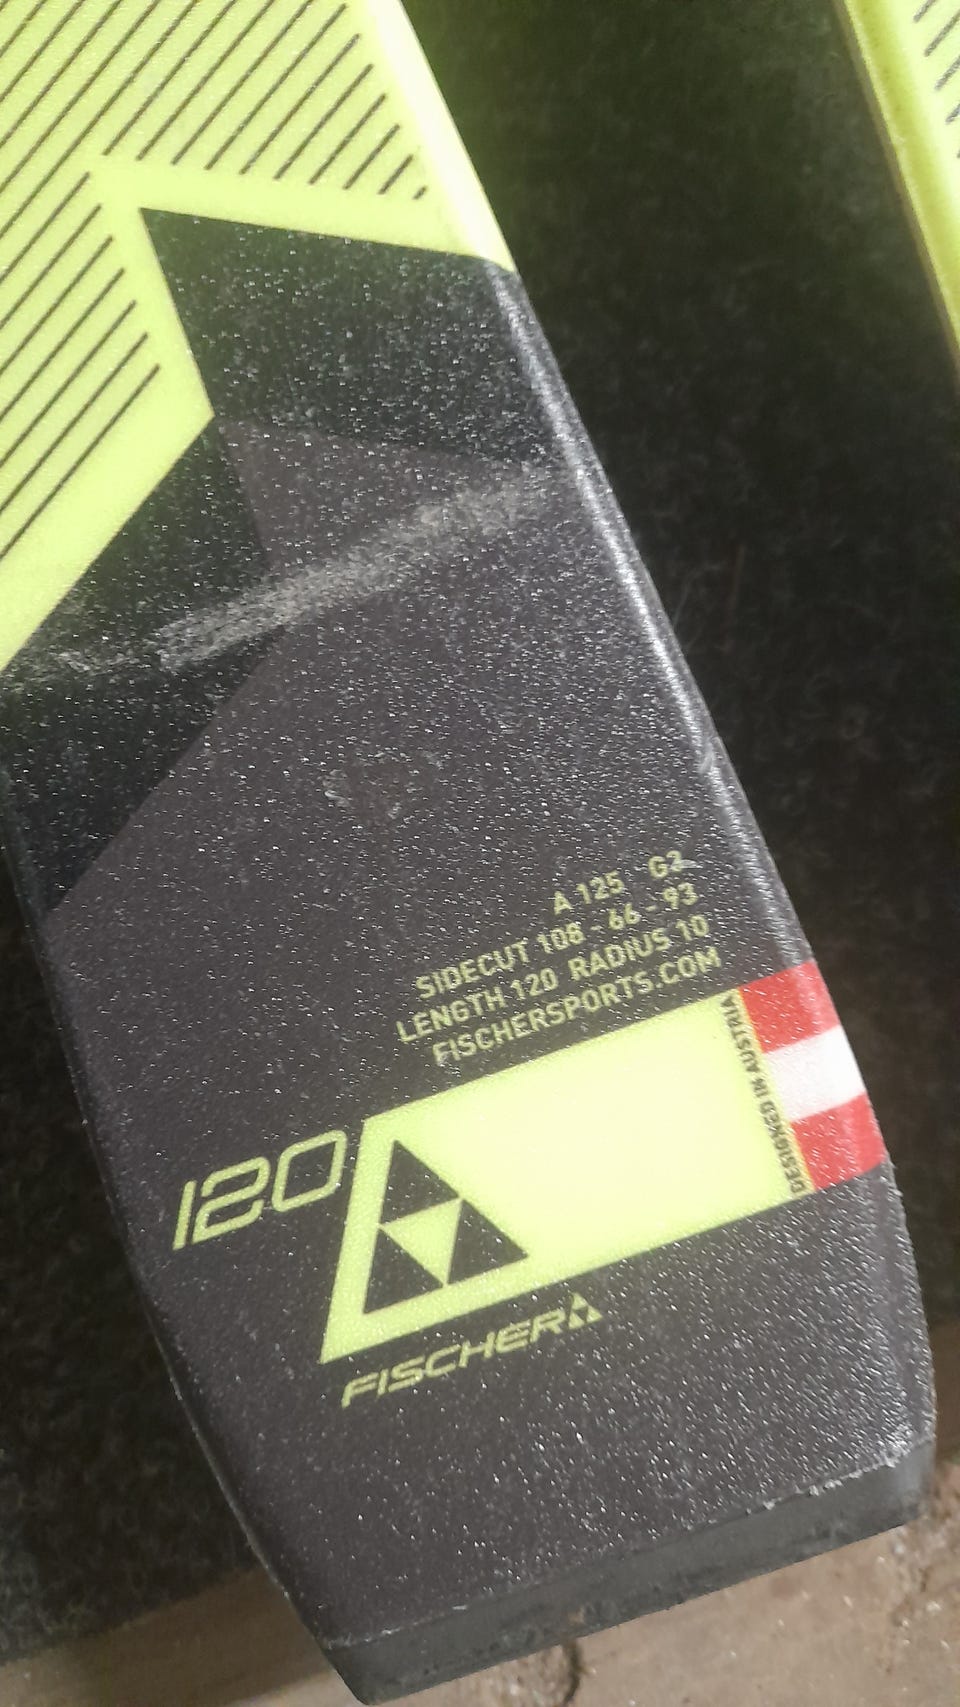 A 125 G2
SIDECUT 108 - 66 - 93
LENGTH 120 RADIUS 10
FISCHERSPORTS.COM
DESIGNED IN AUSTRIA
120
FISCHER